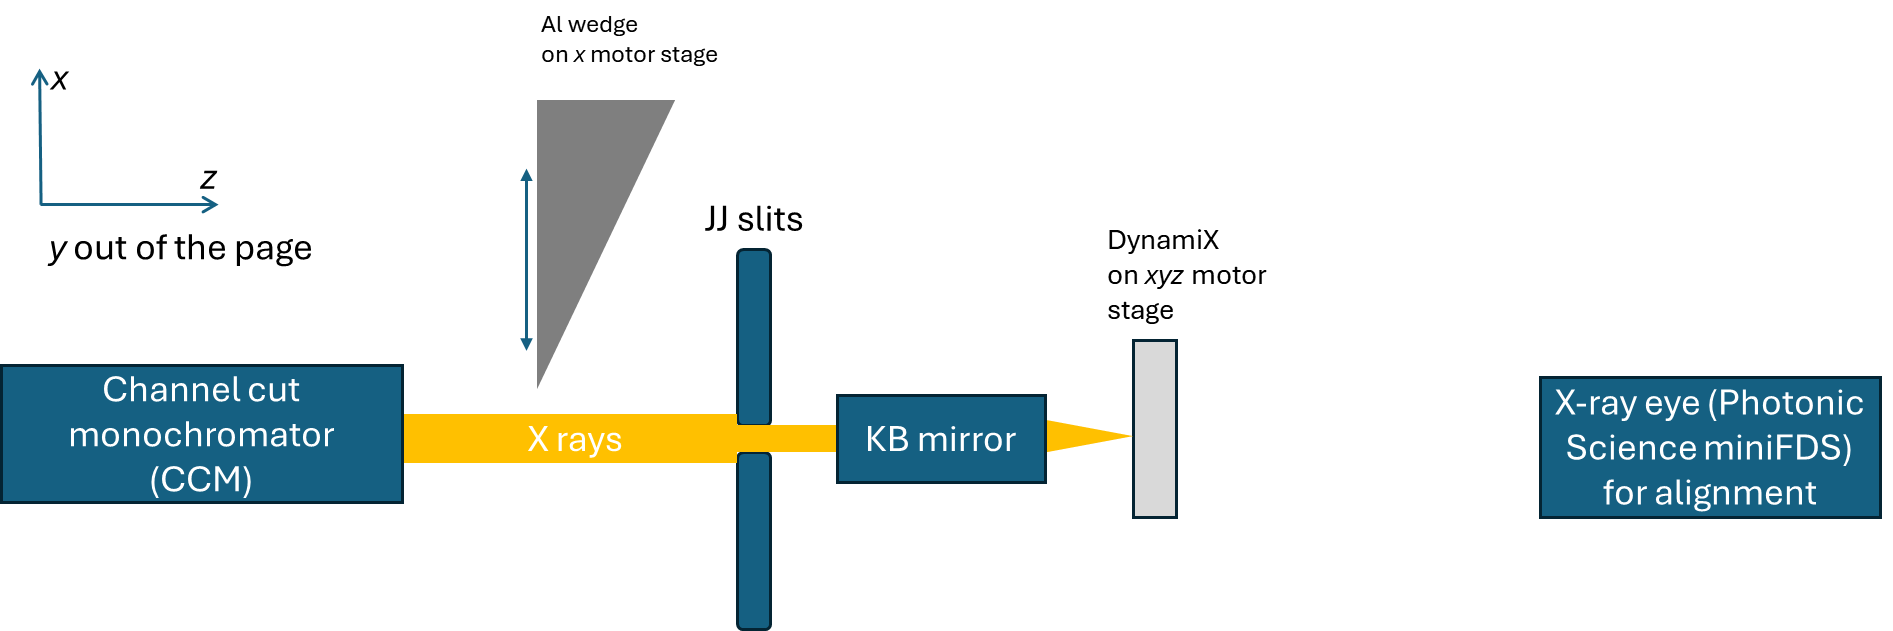 Al wedge
on x motor stage
x
z
y out of the page
JJ slits
DynamiX
on xyz motor
stage
Channel cut
monochromator
(CCM)
X rays
KB mirror
X-ray eye (Photonic
Science miniFDS)
for alignment